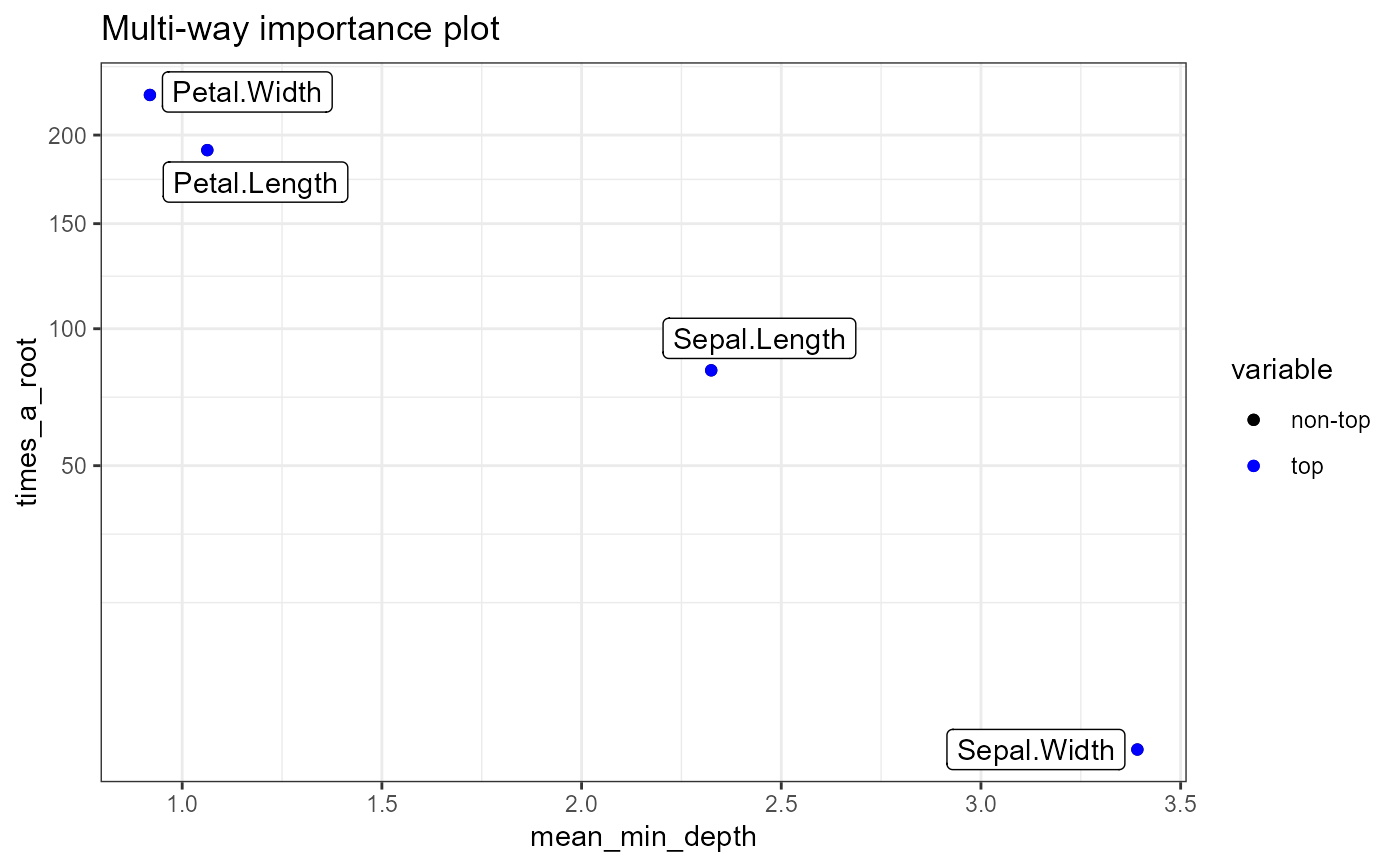 Multi-way importance plot
Petal.Width
200
Petal.Length
150
Sepal.Length
100
times_a_root
variable
non-top
top
50
Sepal.Width
1.0 1.5 2.0 2.5 3.0 3.5
mean_min_depth